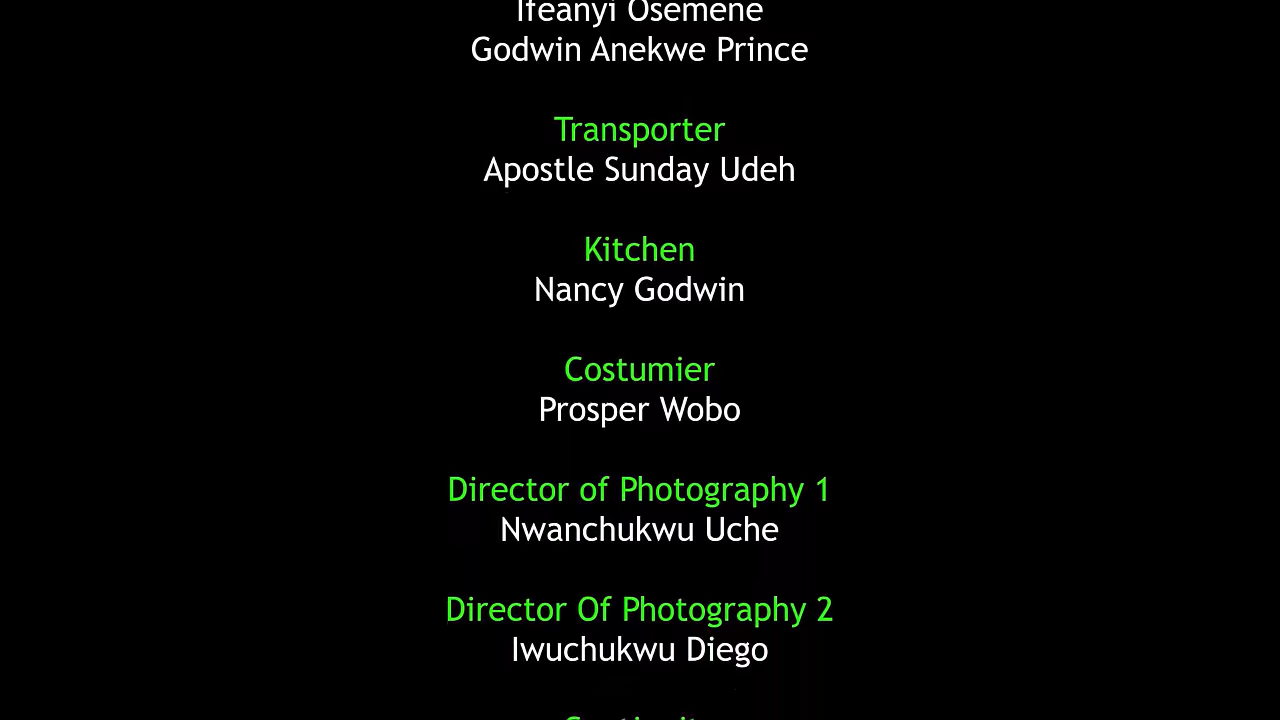 Ifeanyi Osemene
Godwin Anekwe Prince
Transporter
Apostle Sunday Udeh
Kitchen
Nancy Godwin
Costumier
Prosper Wobo
Director of Photography 1
Nwanchukwu Uche
Director Of Photography 2
Iwuchukwu Diego